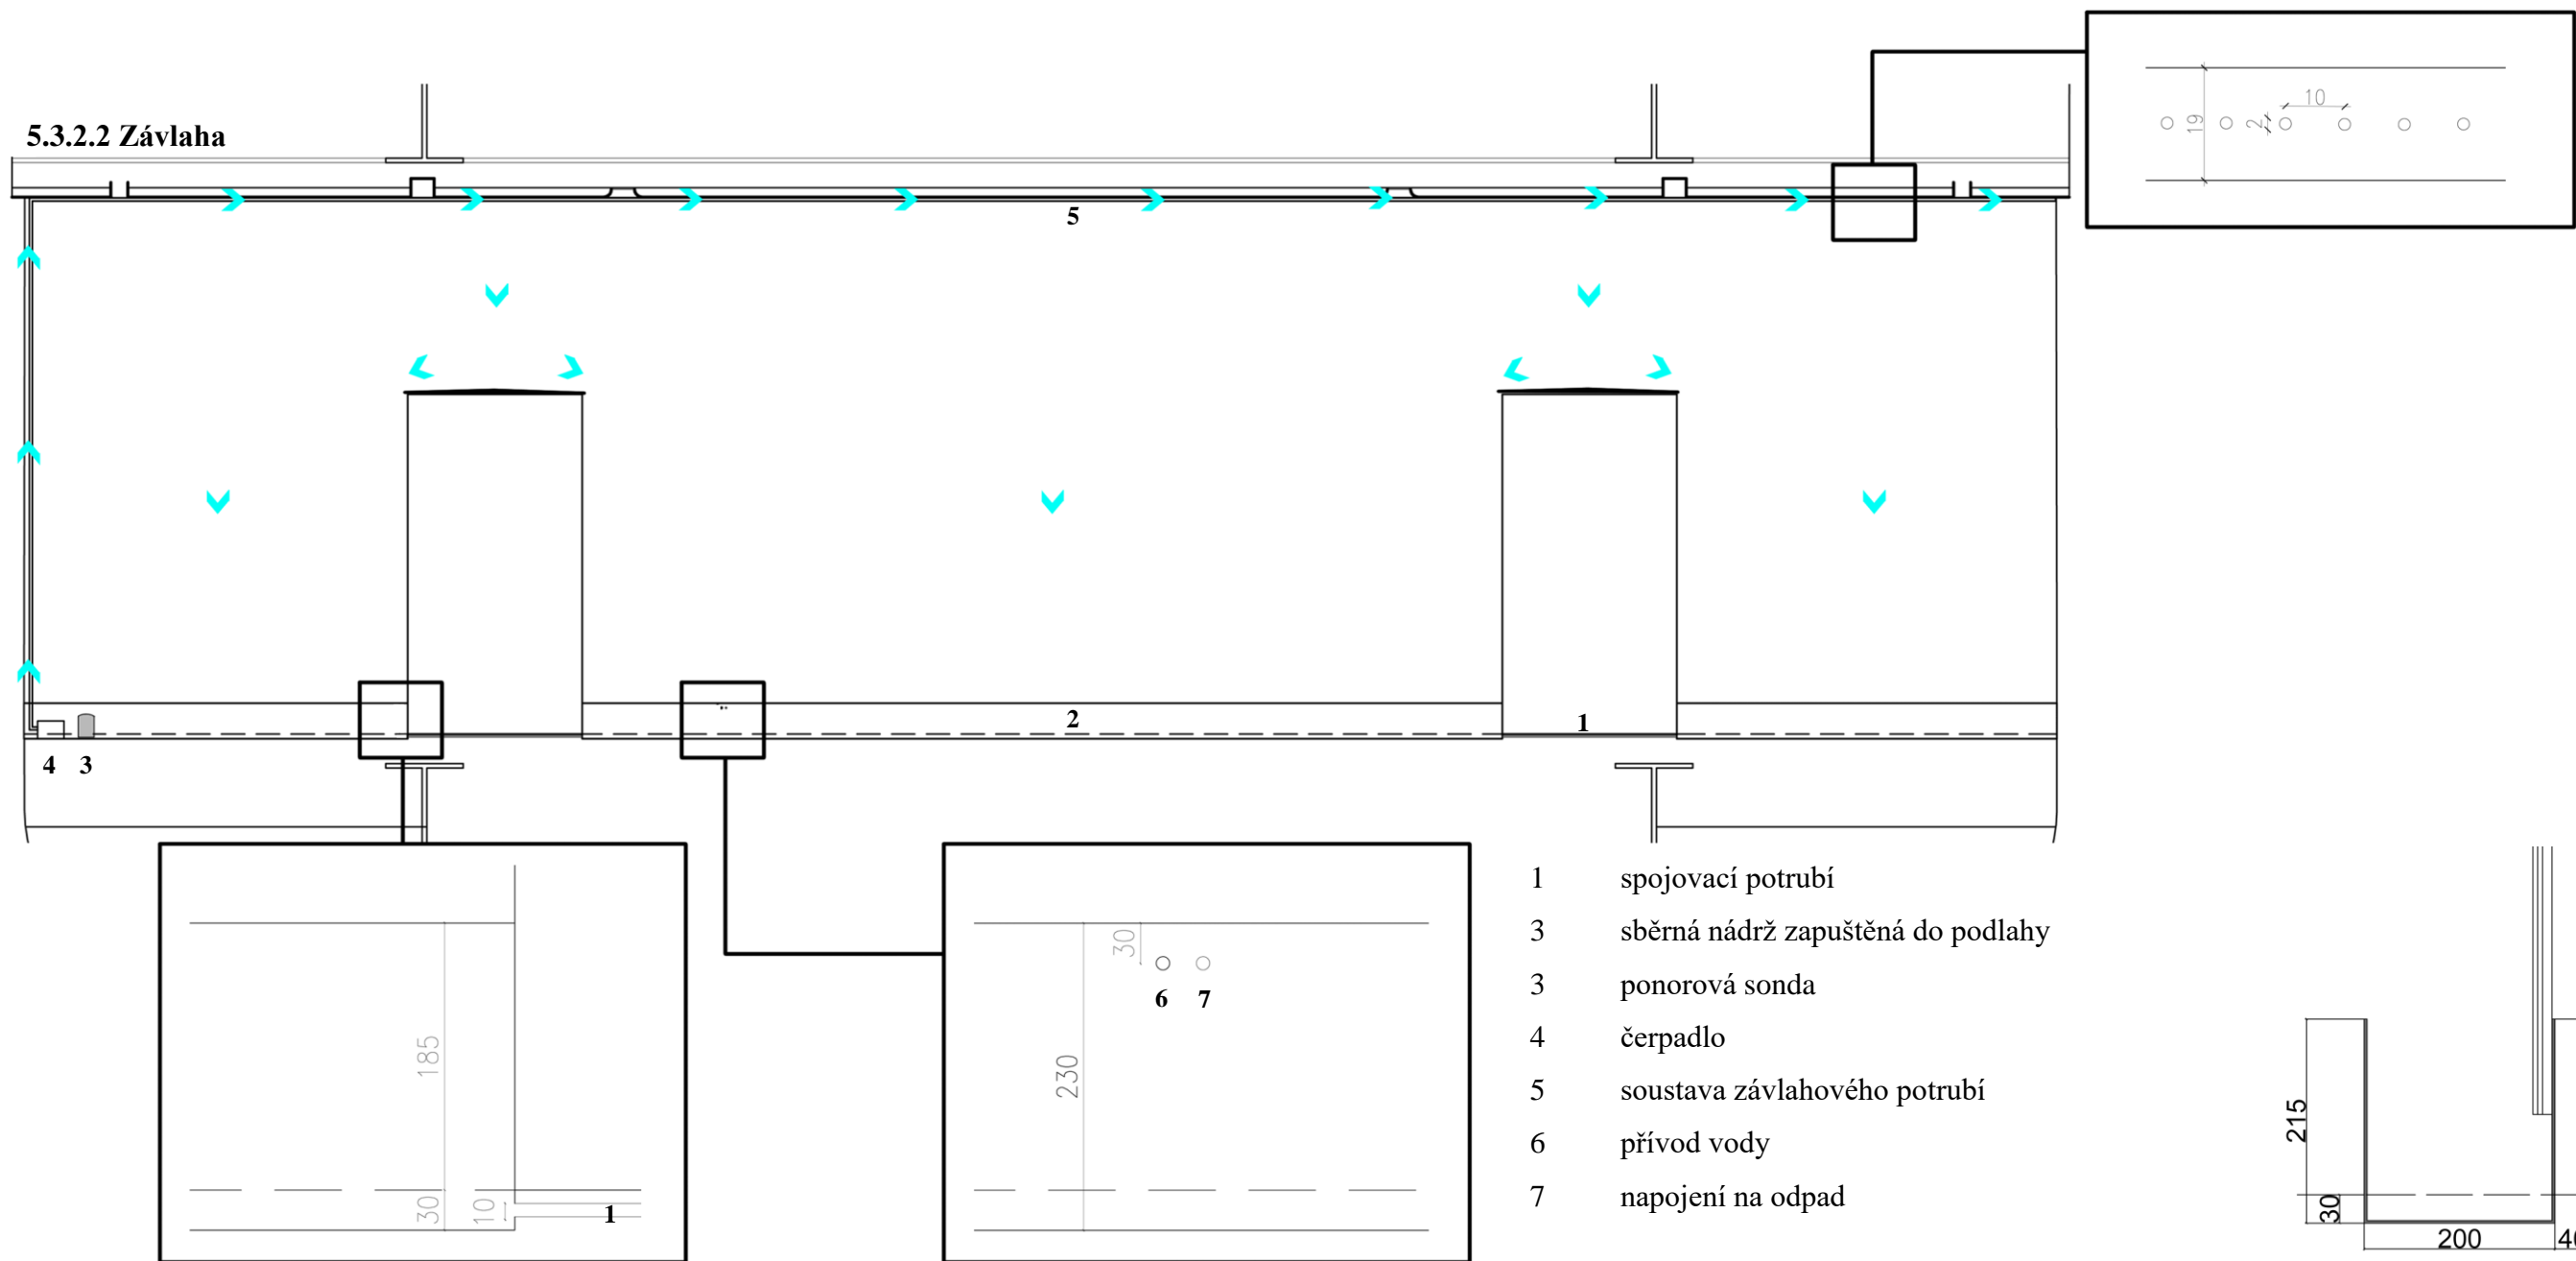 5.3.2.2 Závlaha
10
19
2
5
2
1
4 3
185
30
10
1
30
230
6 7
1 spojovací potrubí
3 sběrná nádrž zapuštěná do podlahy
3 ponorová sonda
4 čerpadlo
5 soustava závlahového potrubí
6 přívod vody
7 napojení na odpad
215
30
200